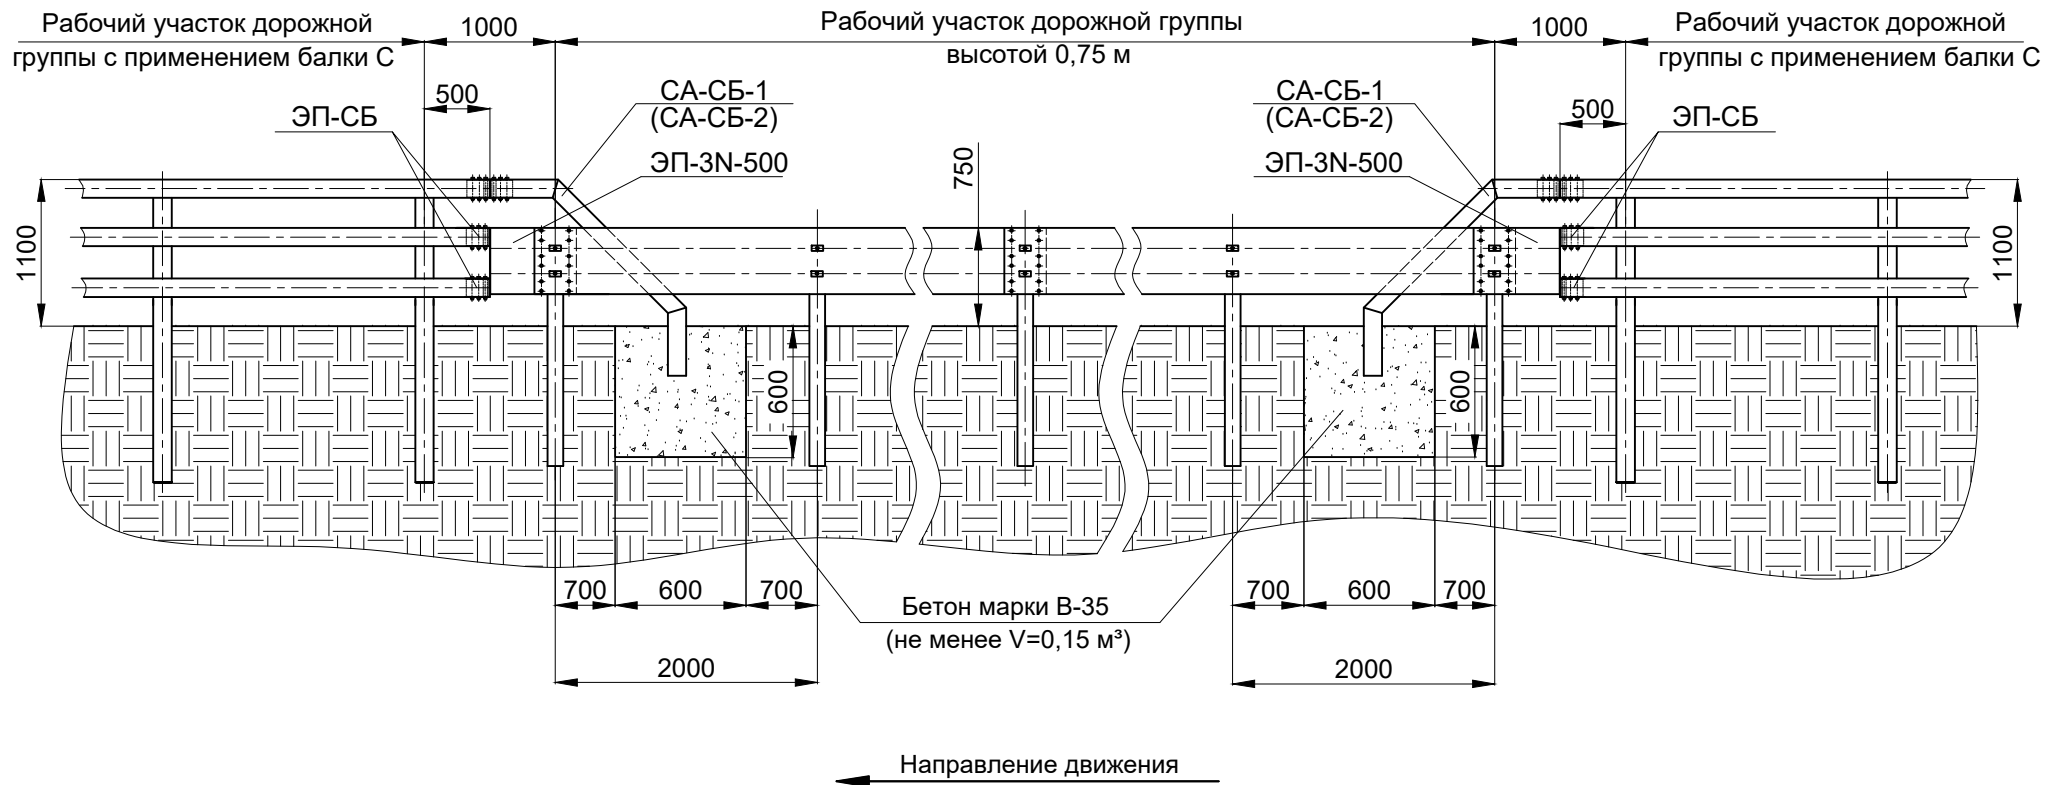 Рабочий участок дорожной
группы с применением балки С
1000
Рабочий участок дорожной группы
высотой 0,75 м
1000
Рабочий участок дорожной
группы с применением балки С
500
ЭП-СБ
СА-СБ-1
(СА-СБ-2)
ЭП-3N-500
750
СА-СБ-1
(СА-СБ-2)
ЭП-3N-500
500
ЭП-СБ
1100
1100
600
600
700
600
700
700
600
700
Бетон марки В-35
(не менее V=0,15 м³)
2000
2000
Направление движения